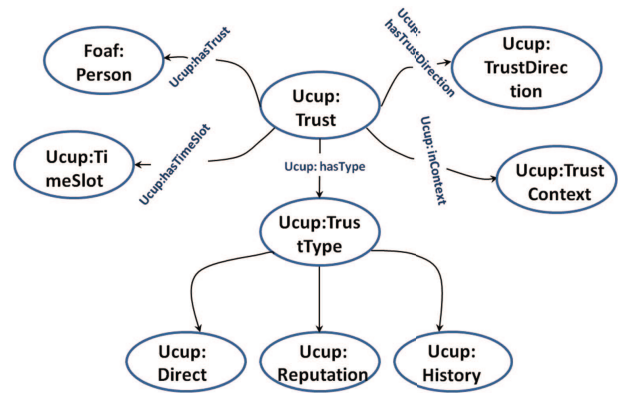 Foaf:
Person
Ucup:hasTrust
Ucup:
Trust
Ucup:
hasTrustDirection
Ucup:
TrustDirec
tion
Ucup:Ti
meSlot
Ucup:hasTimeSlot
Ucup: hasType
Ucup: inContext
Ucup:Trust
Context
Ucup:Trus
tType
Ucup:
Direct
Ucup:
Reputation
Ucup:
History